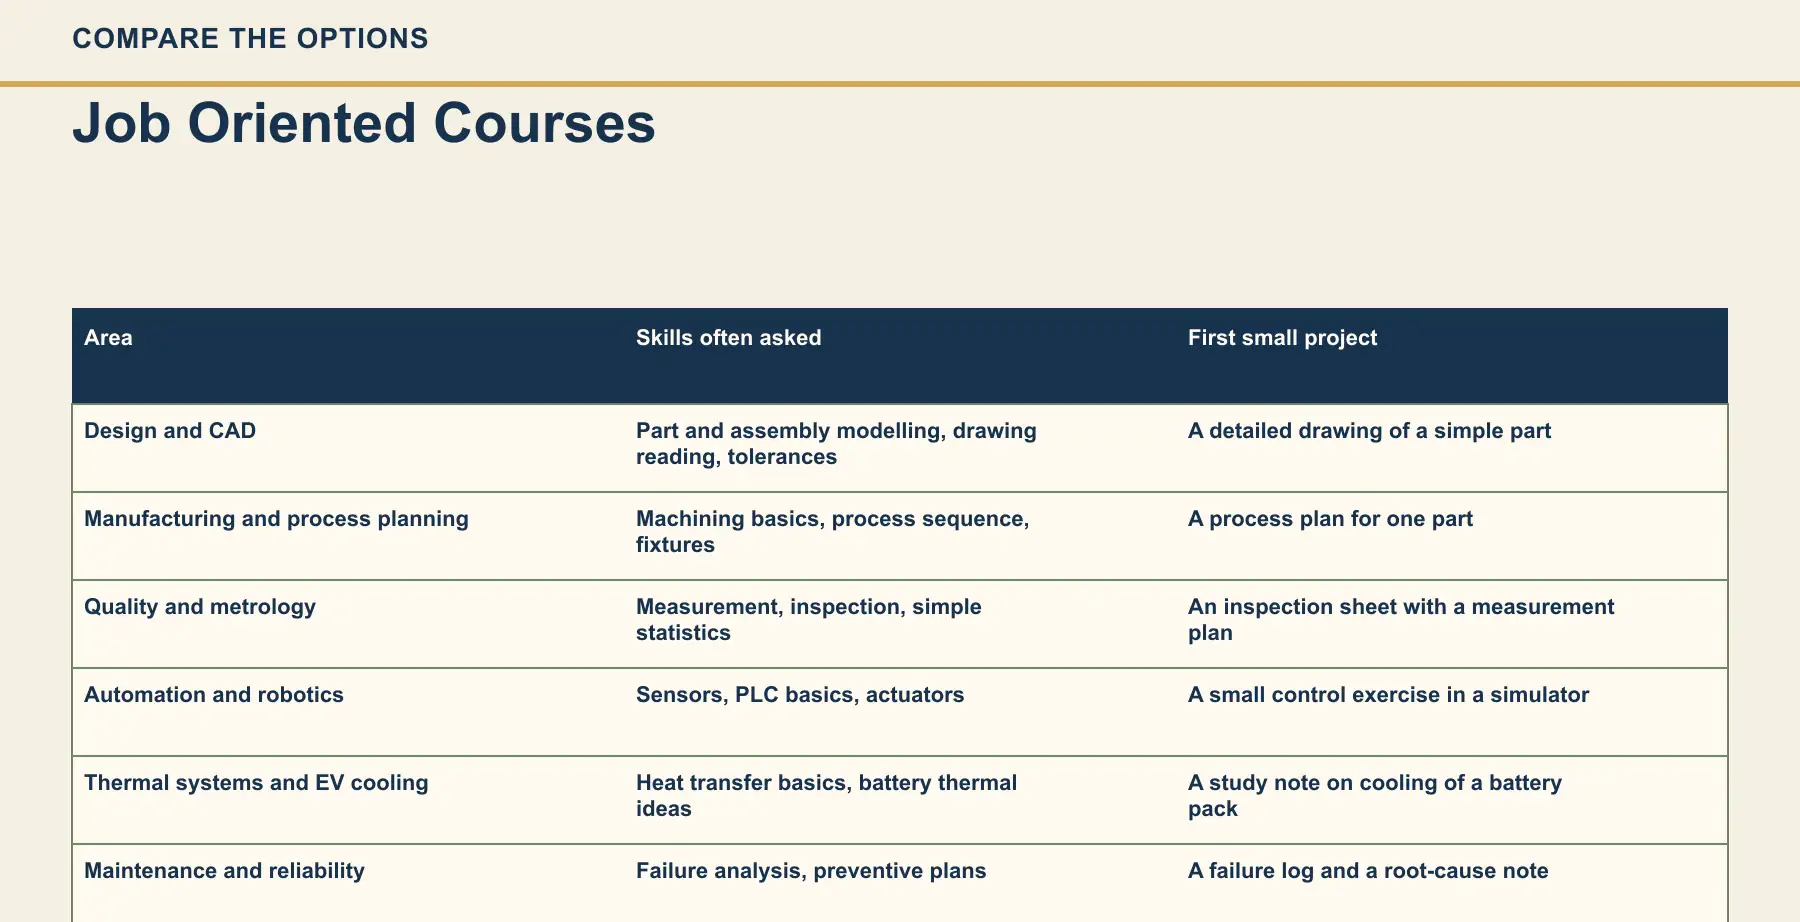 COMPARE THE OPTIONS
Job Oriented Courses
Area
Skills often asked
First small project
Design and CAD
Part and assembly modelling, drawing
reading, tolerances
A detailed drawing of a simple part
Manufacturing and process planning
Machining basics, process sequence,
fixtures
A process plan for one part
Quality and metrology
Measurement, inspection, simple
statistics
An inspection sheet with a measurement
plan
Automation and robotics
Sensors, PLC basics, actuators
A small control exercise in a simulator
Thermal systems and EV cooling
Heat transfer basics, battery thermal
ideas
A study note on cooling of a battery
pack
Maintenance and reliability
Failure analysis, preventive plans
A failure log and a root-cause note